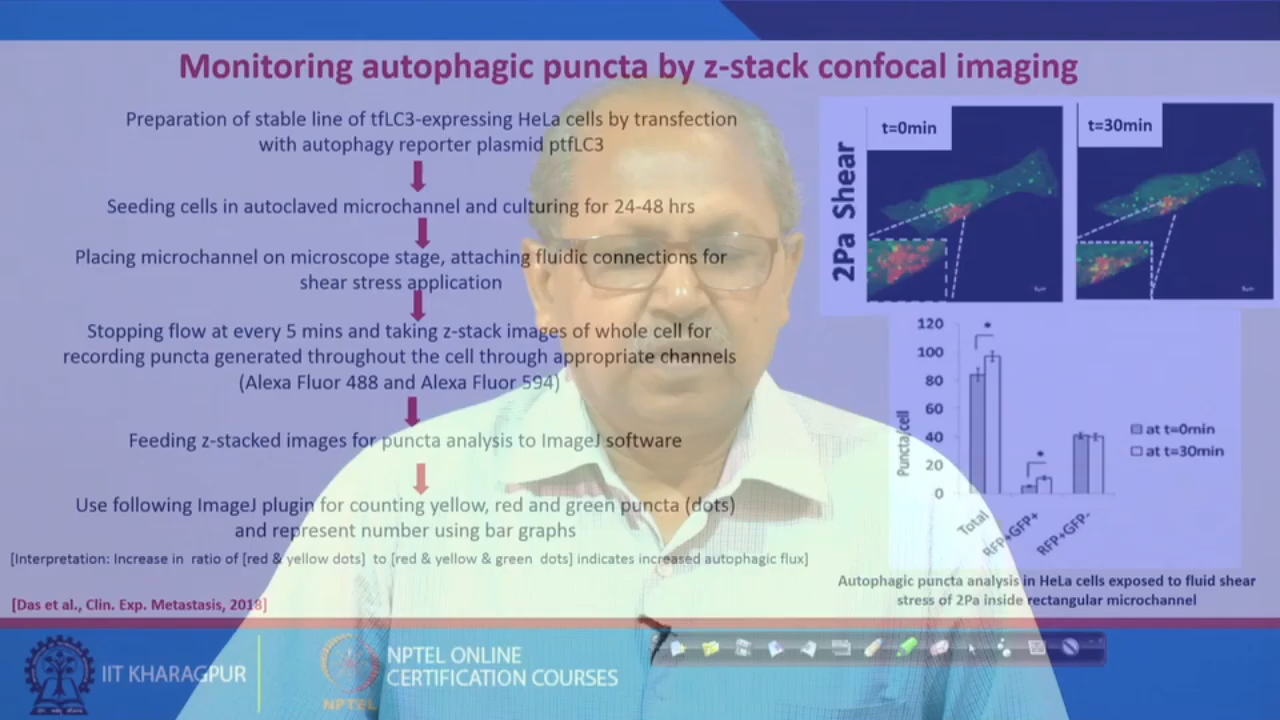 Monitoring autophagic puncta by z-stack confocal imaging
Preparation of stable line of tfLC3-expressing HeLa cells by transfection
with autophagy reporter plasmid ptfLC3
Seeding cells in autoclaved microchannel and culturing for 24-48 hrs
Placing microchannel on microscope stage, attaching fluidic connections for
shear stress application
Stopping flow at every 5 mins and taking z-stack images of whole cell for
recording puncta generated throughout the cell through appropriate channels
(Alexa Fluor 488 and Alexa Fluor 594)
Feeding z-stacked images for puncta analysis to ImageJ software
Use following ImageJ plugin for counting yellow, red and green puncta (dots)
and represent number using bar graphs
[Interpretation: Increase in ratio of [red & yellow dots] to [red & yellow & green dots] indicates increased autophagic flux]
[Das et al., Clin. Exp. Metastasis, 2018]
2Pa Shear
t=0min
t=30min
120
100
80
60
40
20
0
Puncta/cell
* *
at t=0min
at t=30min
Total
RFP+GFP+
RFP+GFP-
Autophagic puncta analysis in HeLa cells exposed to fluid shear
stress of 2Pa inside rectangular microchannel
IIT KHARAGPUR
NPTEL
NPTEL ONLINE
CERTIFICATION COURSES